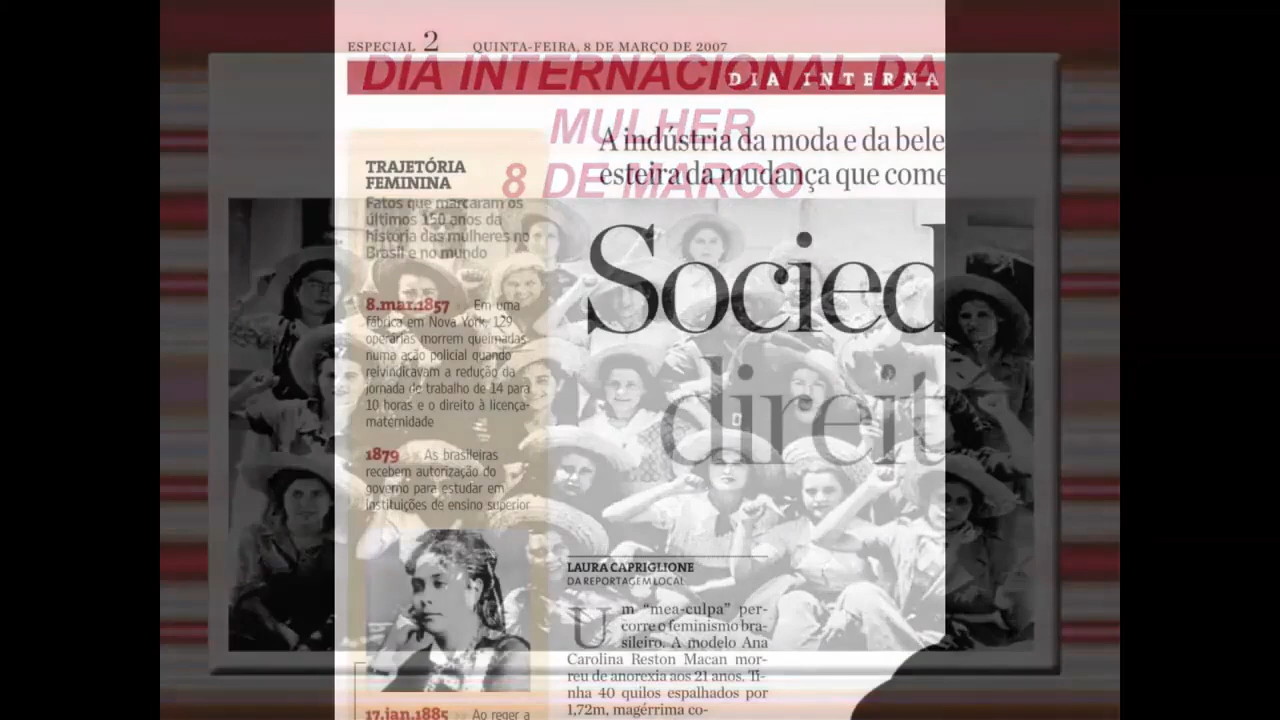 ESPECIAL 2 QUINTA-FEIRA, 8 DE MARÇO DE 2007
DIA INTERNACIONAL DA
MULHER
8 DE MARÇO
DIA INTERNA
A indústria da moda e da bele
esteira da mudança que come
TRAJETÓRIA
FEMININA
Fatos que marcaram os
últimos 150 anos da
história das mulheres no
Brasil e no mundo
8.mar.1857 Em uma
fábrica em Nova York, 129
operárias morrem queimadas
numa ação policial quando
reivindicavam a redução da
jornada de trabalho de 14 para
10 horas e o direito à licença-
maternidade
1879 As brasileiras
recebem autorização do
governo para estudar em
instituições de ensino superior
17.jan.1885 Ao reger a
Socied
direit
LAURA CAPRIGLIONE
DA REPORTAGEM LOCAL
Um “mea-culpa” per-
corre o feminismo bra-
sileiro. A modelo Ana
Carolina Reston Macan mor-
reu de anorexia aos 21 anos. Ti-
nha 40 quilos espalhados por
1,72m, magérrima co-